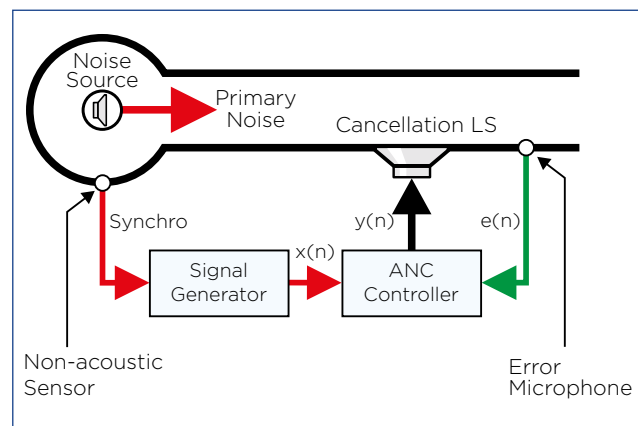 Noise
Source
Primary
Noise
Cancellation LS
Synchro
y(n)
e(n)
x(n)
Signal
Generator
ANC
Controller
Non-acoustic
Sensor
Error
Microphone